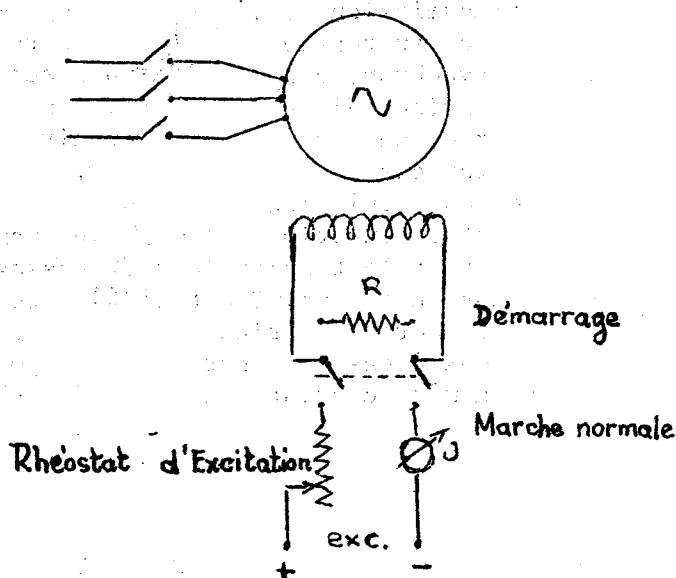 R
Démarrage
Marche normale
J
Rhéostat d'Excitation
exc.
+ −